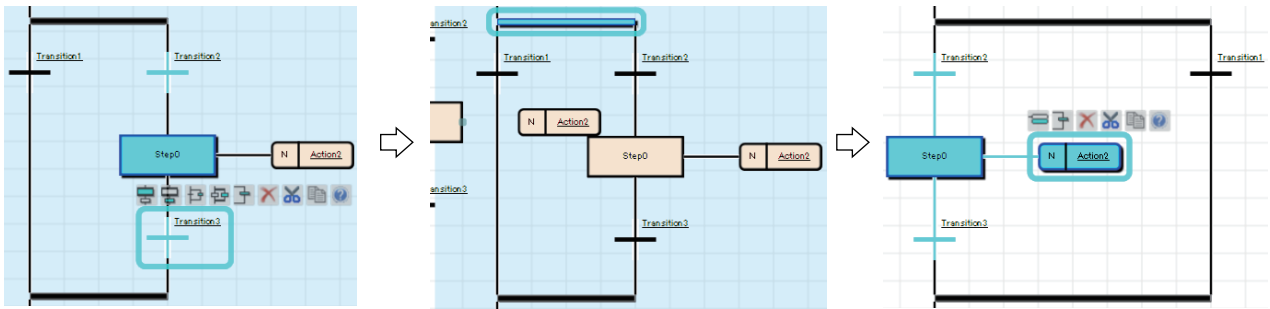 Transition1
Transition2
Step0
N
Action2
Transition3
ansition2
Transition1
Transition2
N
Action2
Step0
N
Action2
ansition3
Transition3
Transition2
Transition1
Step0
N
Action2
Transition3